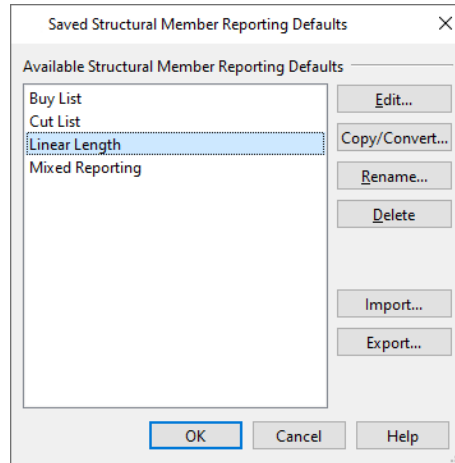 Saved Structural Member Reporting Defaults
Available Structural Member Reporting Defaults
Buy List
Cut List
Linear Length
Mixed Reporting
Edit...
Copy/Convert...
Rename...
Delete
Import...
Export...
OK
Cancel
Help